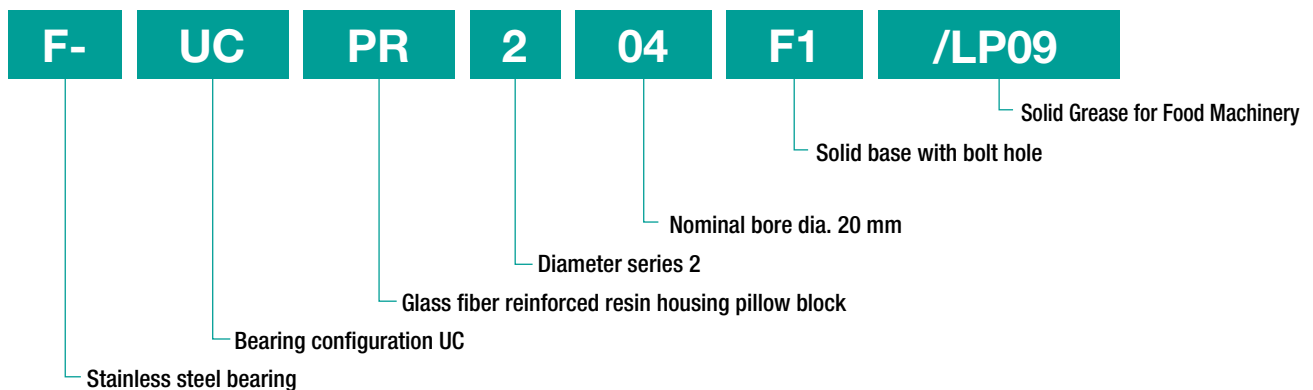 F- UC PR 2 04 F1 /LP09
Solid Grease for Food Machinery
Solid base with bolt hole
Nominal bore dia. 20 mm
Diameter series 2
Glass fiber reinforced resin housing pillow block
Bearing configuration UC
Stainless steel bearing